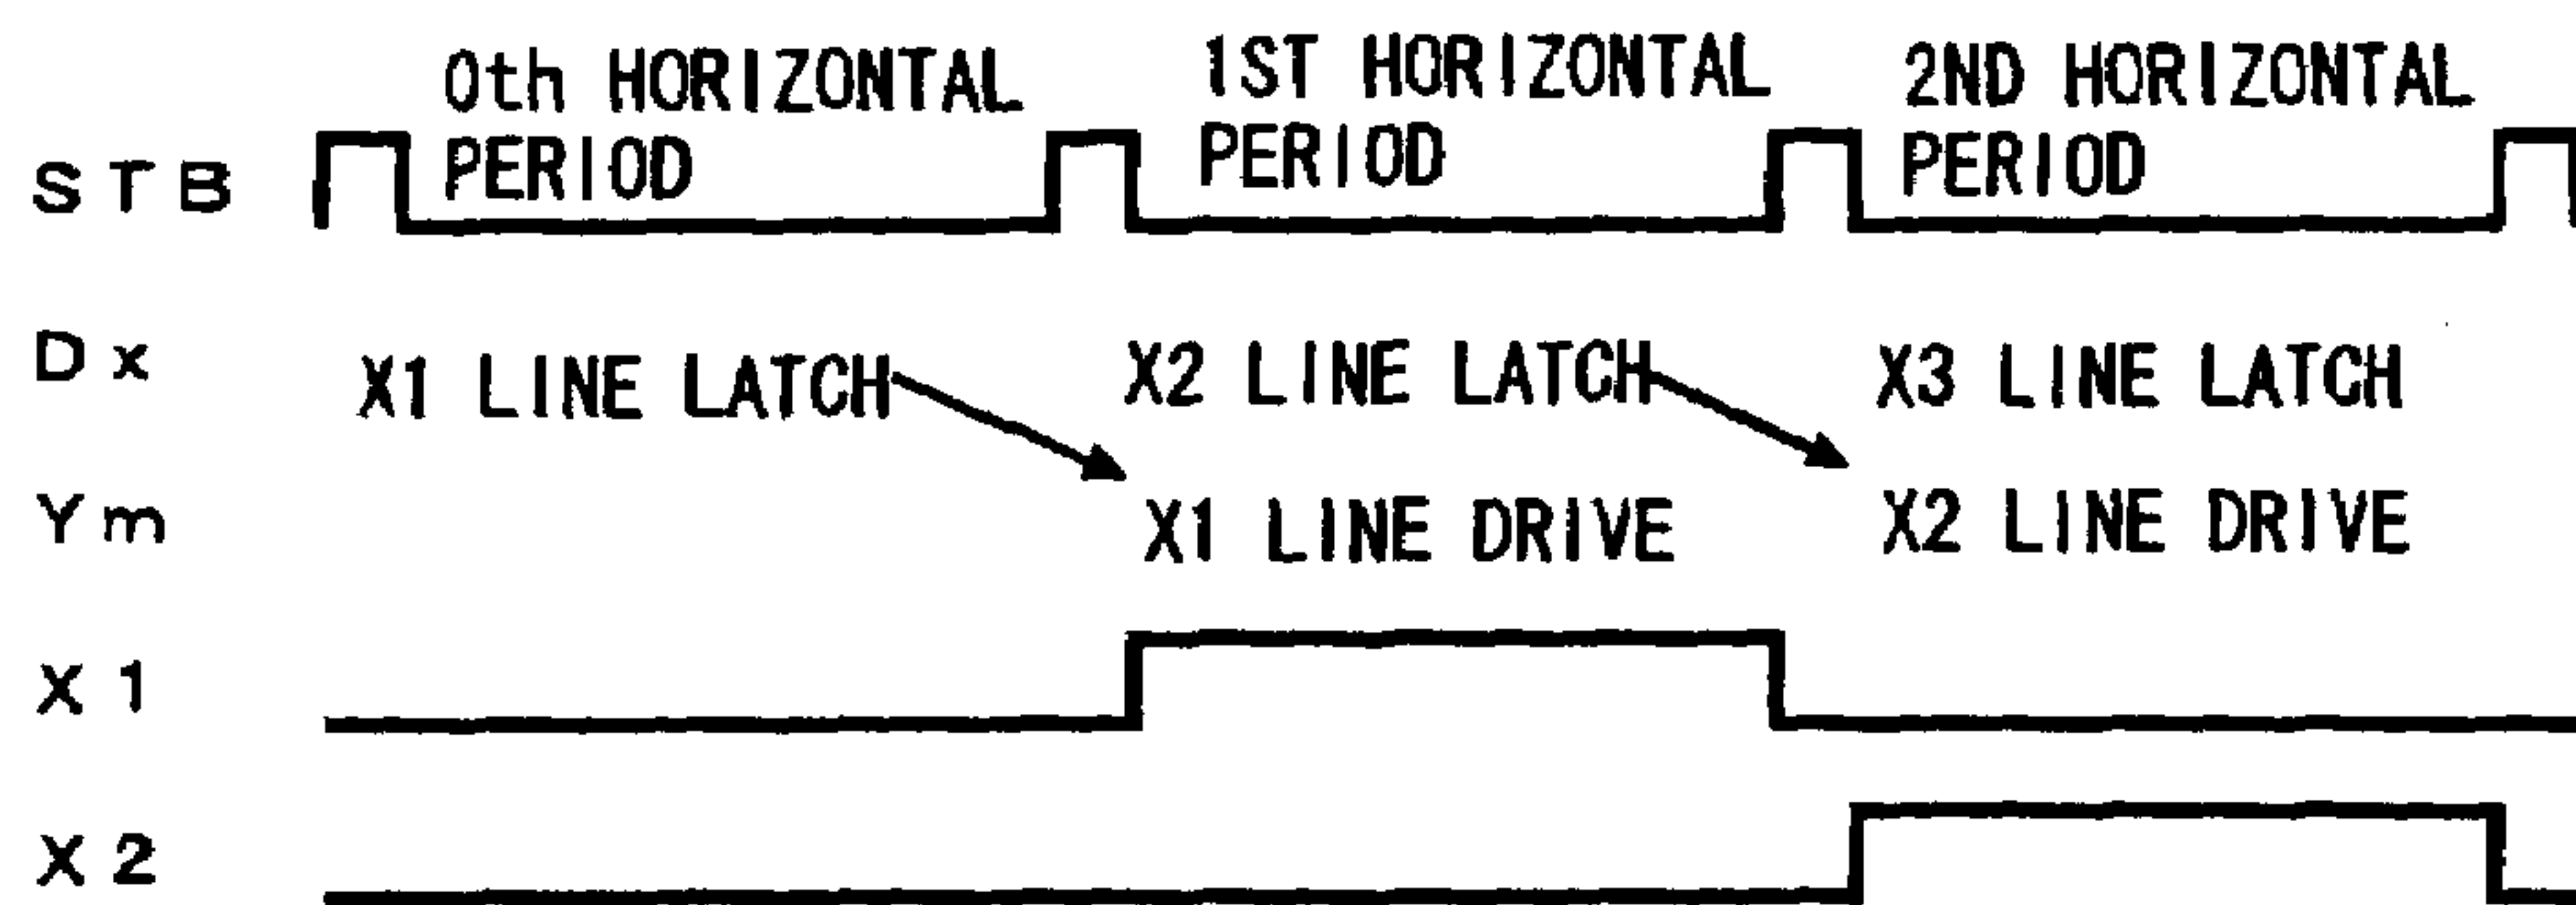 0th HORIZONTAL PERIOD
1ST HORIZONTAL PERIOD
2ND HORIZONTAL PERIOD
STB
Dx
X1 LINE LATCH
X2 LINE LATCH
X3 LINE LATCH
Ym
X1 LINE DRIVE
X2 LINE DRIVE
X1
X2